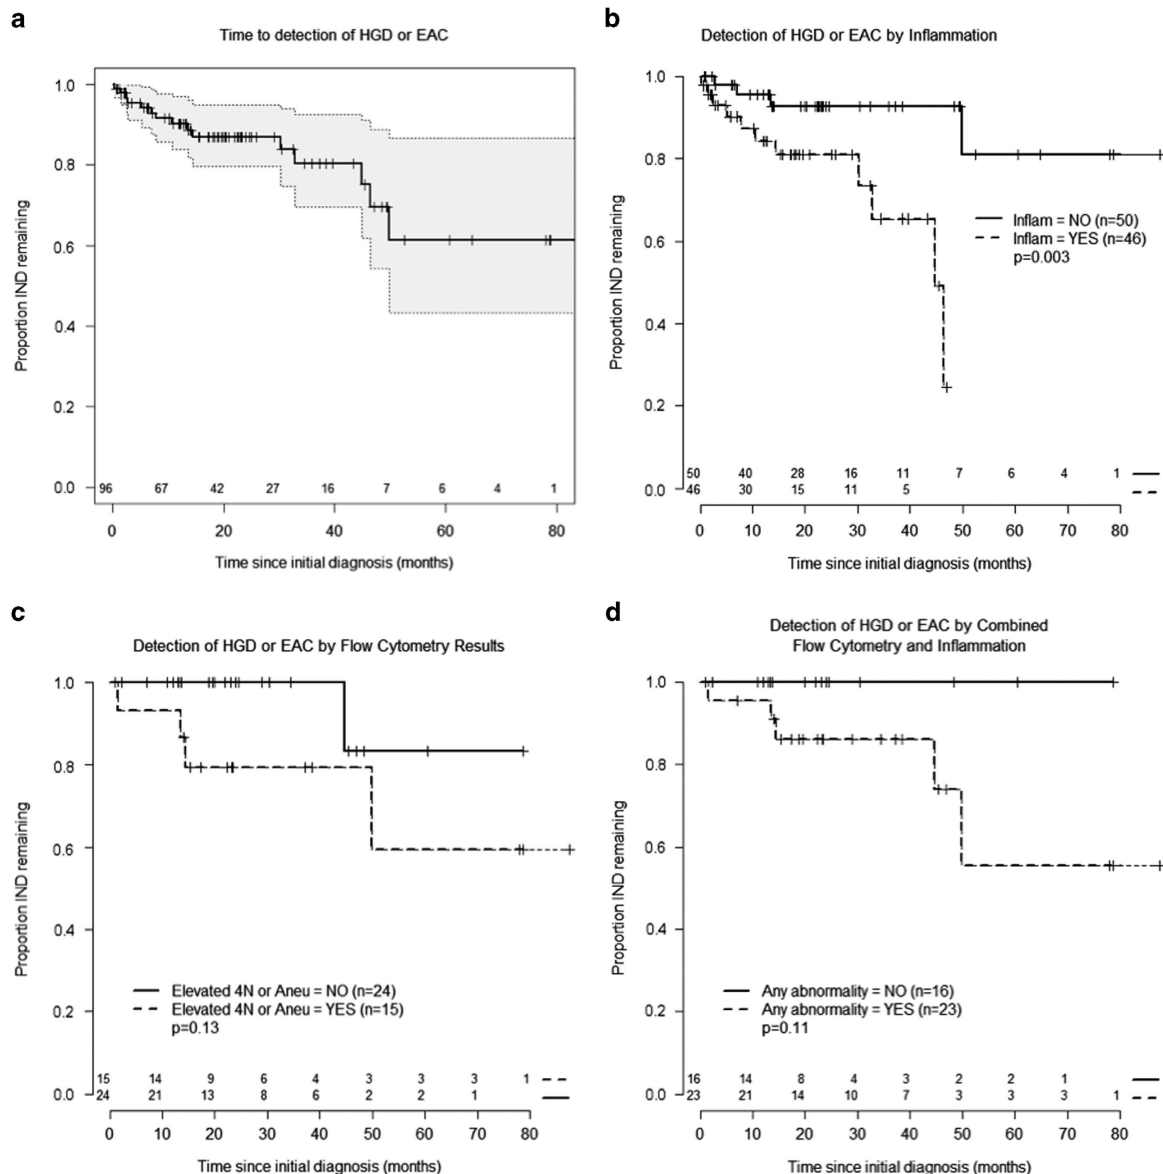 a
Time to detection of HGD or EAC
Proportion IND remaining
1.0
0.8
0.6
0.4
0.2
0.0
96 67 42 27 16 7 6 4 1
0 20 40 60 80
Time since initial diagnosis (months)
b
Detection of HGD or EAC by Inflammation
Proportion IND remaining
1.0
0.8
0.6
0.4
0.2
0.0
Inflam = NO (n=50)
Inflam = YES (n=46)
p=0.003
50 40 28 16 11 7 6 4 1
46 30 15 11 5
0 10 20 30 40 50 60 70 80
Time since initial diagnosis (months)
c
Detection of HGD or EAC by Flow Cytometry Results
Proportion IND remaining
1.0
0.8
0.6
0.4
0.2
0.0
Elevated 4N or Aneu = NO (n=24)
Elevated 4N or Aneu = YES (n=15)
p=0.13
15 14 9 6 4 3 3 3 1
24 21 13 8 6 2 2 1
0 10 20 30 40 50 60 70 80
Time since initial diagnosis (months)
d
Detection of HGD or EAC by Combined
Flow Cytometry and Inflammation
Proportion IND remaining
1.0
0.8
0.6
0.4
0.2
0.0
Any abnormality = NO (n=16)
Any abnormality = YES (n=23)
p=0.11
16 14 8 4 3 2 2 1
23 21 14 10 7 3 3 3 1
0 10 20 30 40 50 60 70 80
Time since initial diagnosis (months)